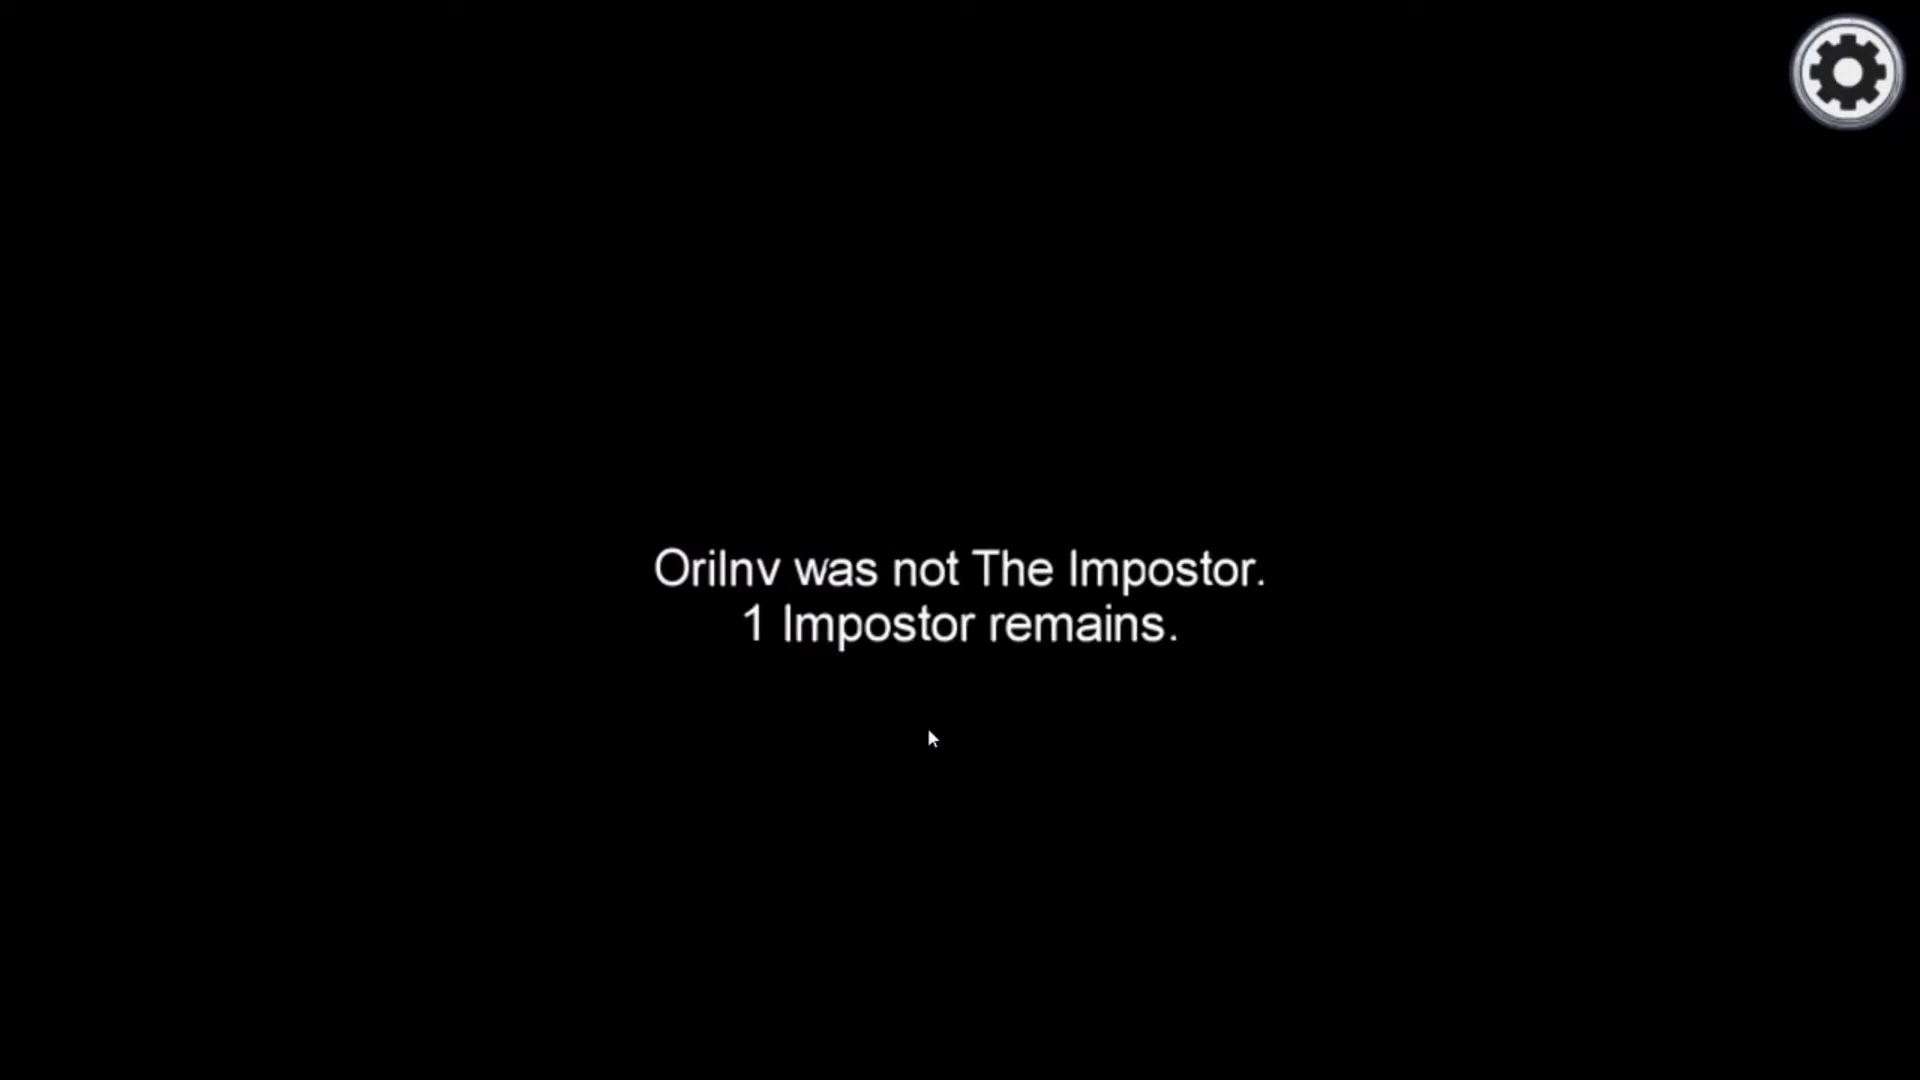 OriInv was not The Impostor.
1 Impostor remains.